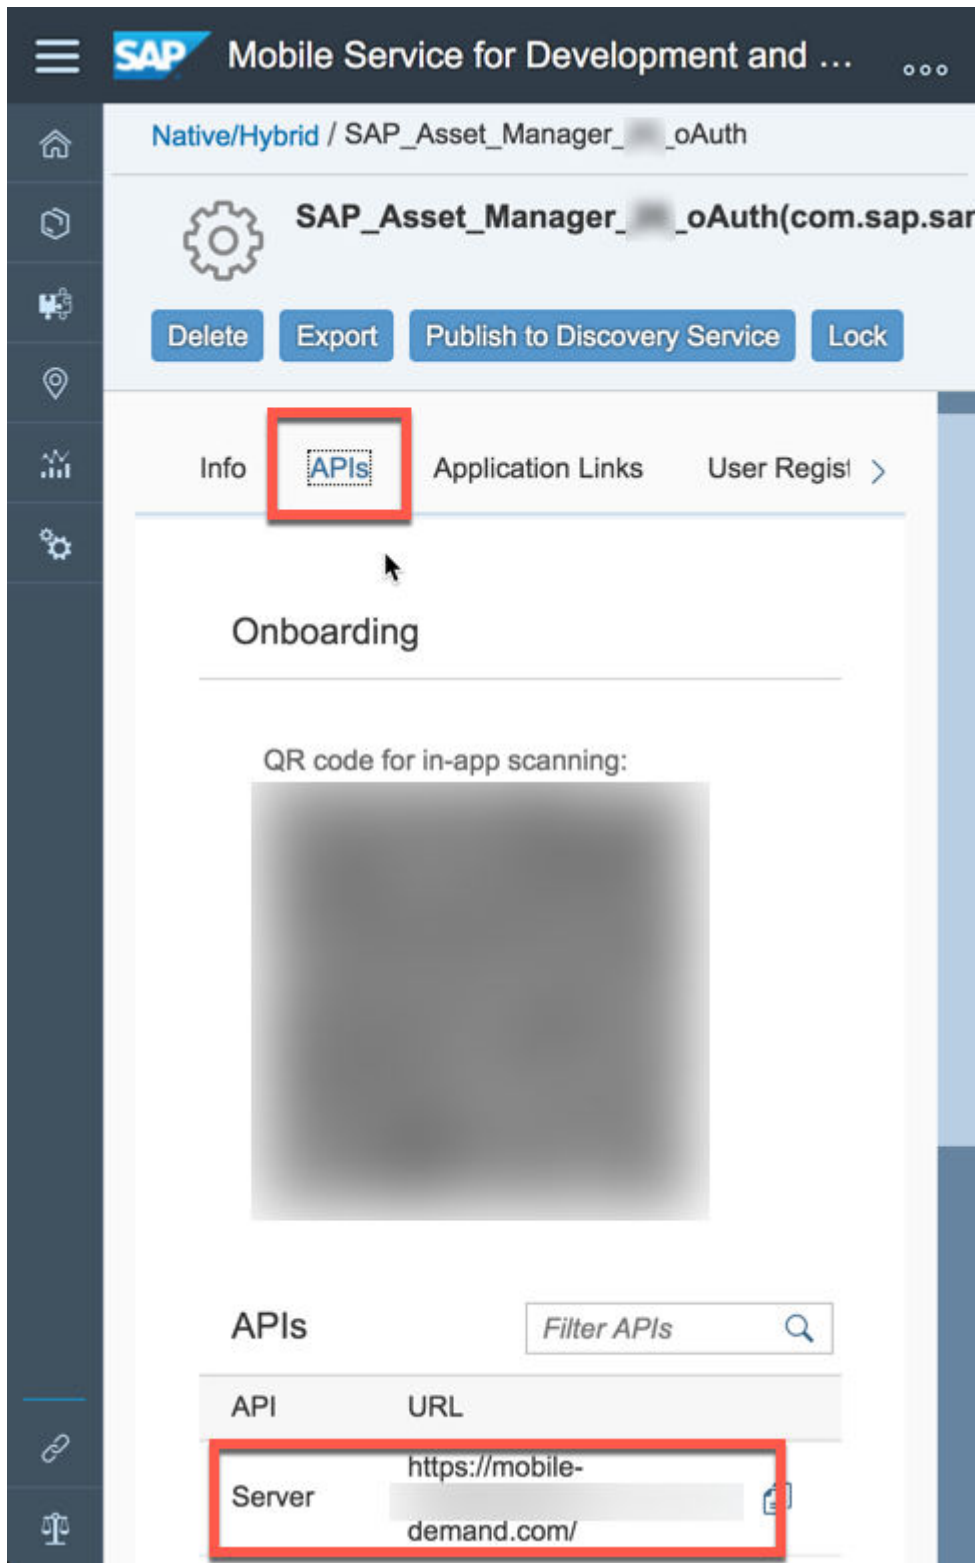 SAP Mobile Service for Development and ...
Native/Hybrid / SAP_Asset_Manager_ _oAuth
SAP_Asset_Manager_ _oAuth(com.sap.sar
Delete Export Publish to Discovery Service Lock
Info APIs Application Links User Regist
Onboarding
QR code for in-app scanning:
APIs Filter APIs
API URL
https://mobile-
Server
demand.com/